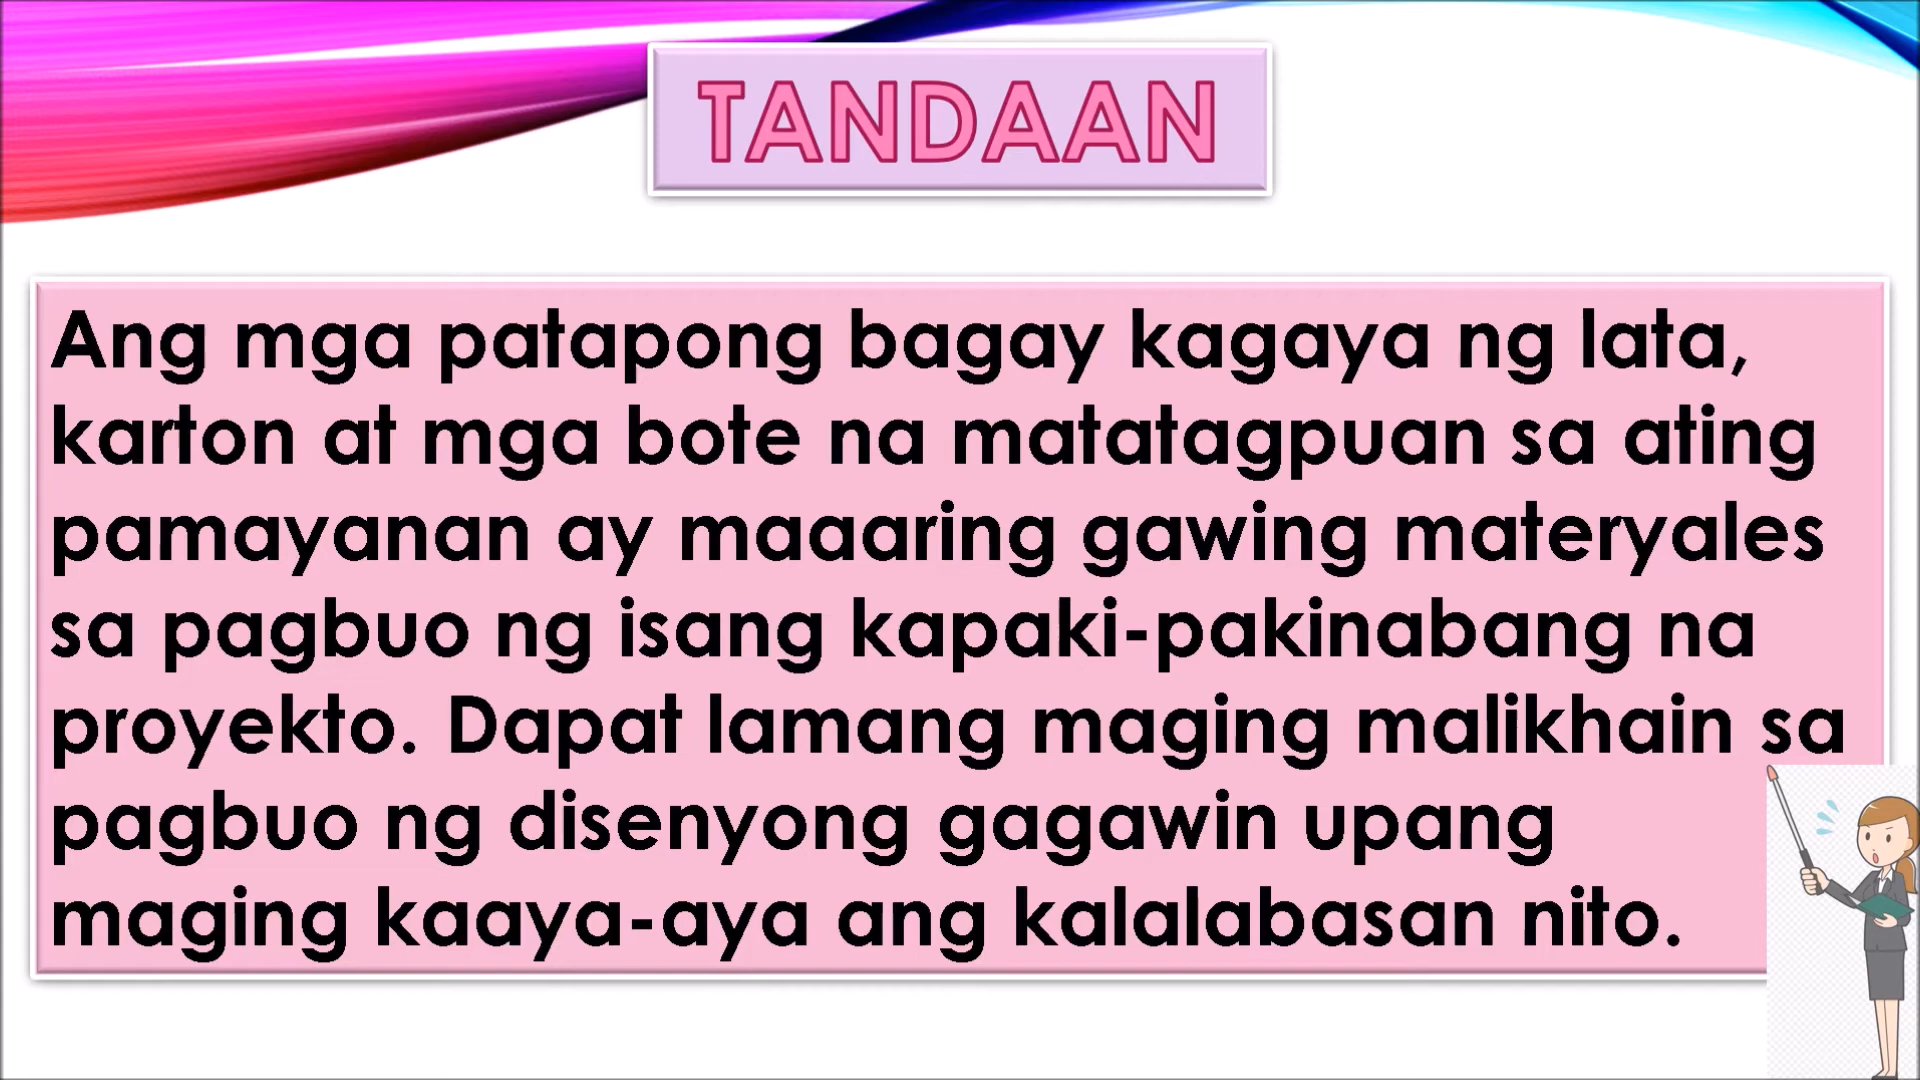 TANDAAN
Ang mga patapong bagay kagaya ng lata,
karton at mga bote na matatagpuan sa ating
pamayanan ay maaaring gawing materyales
sa pagbuo ng isang kapaki-pakinabang na
proyekto. Dapat lamang maging malikhain sa
pagbuo ng disenyong gagawin upang
maging kaaya-aya ang kalalabasan nito.